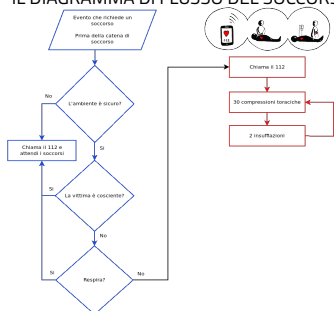 IL DIAGRAMMA DI FLUSSO DEL SOCCORS
Evento che richiede un
soccorso
Prima della catena di
soccorso
L'ambiente è sicuro?
No
Si
Chiama il 112 e
attendi i soccorsi
La vittima è cosciente?
Si
No
Respira?
Si
No
Chiama il 112
30 compressioni toraciche
2 insufflazioni